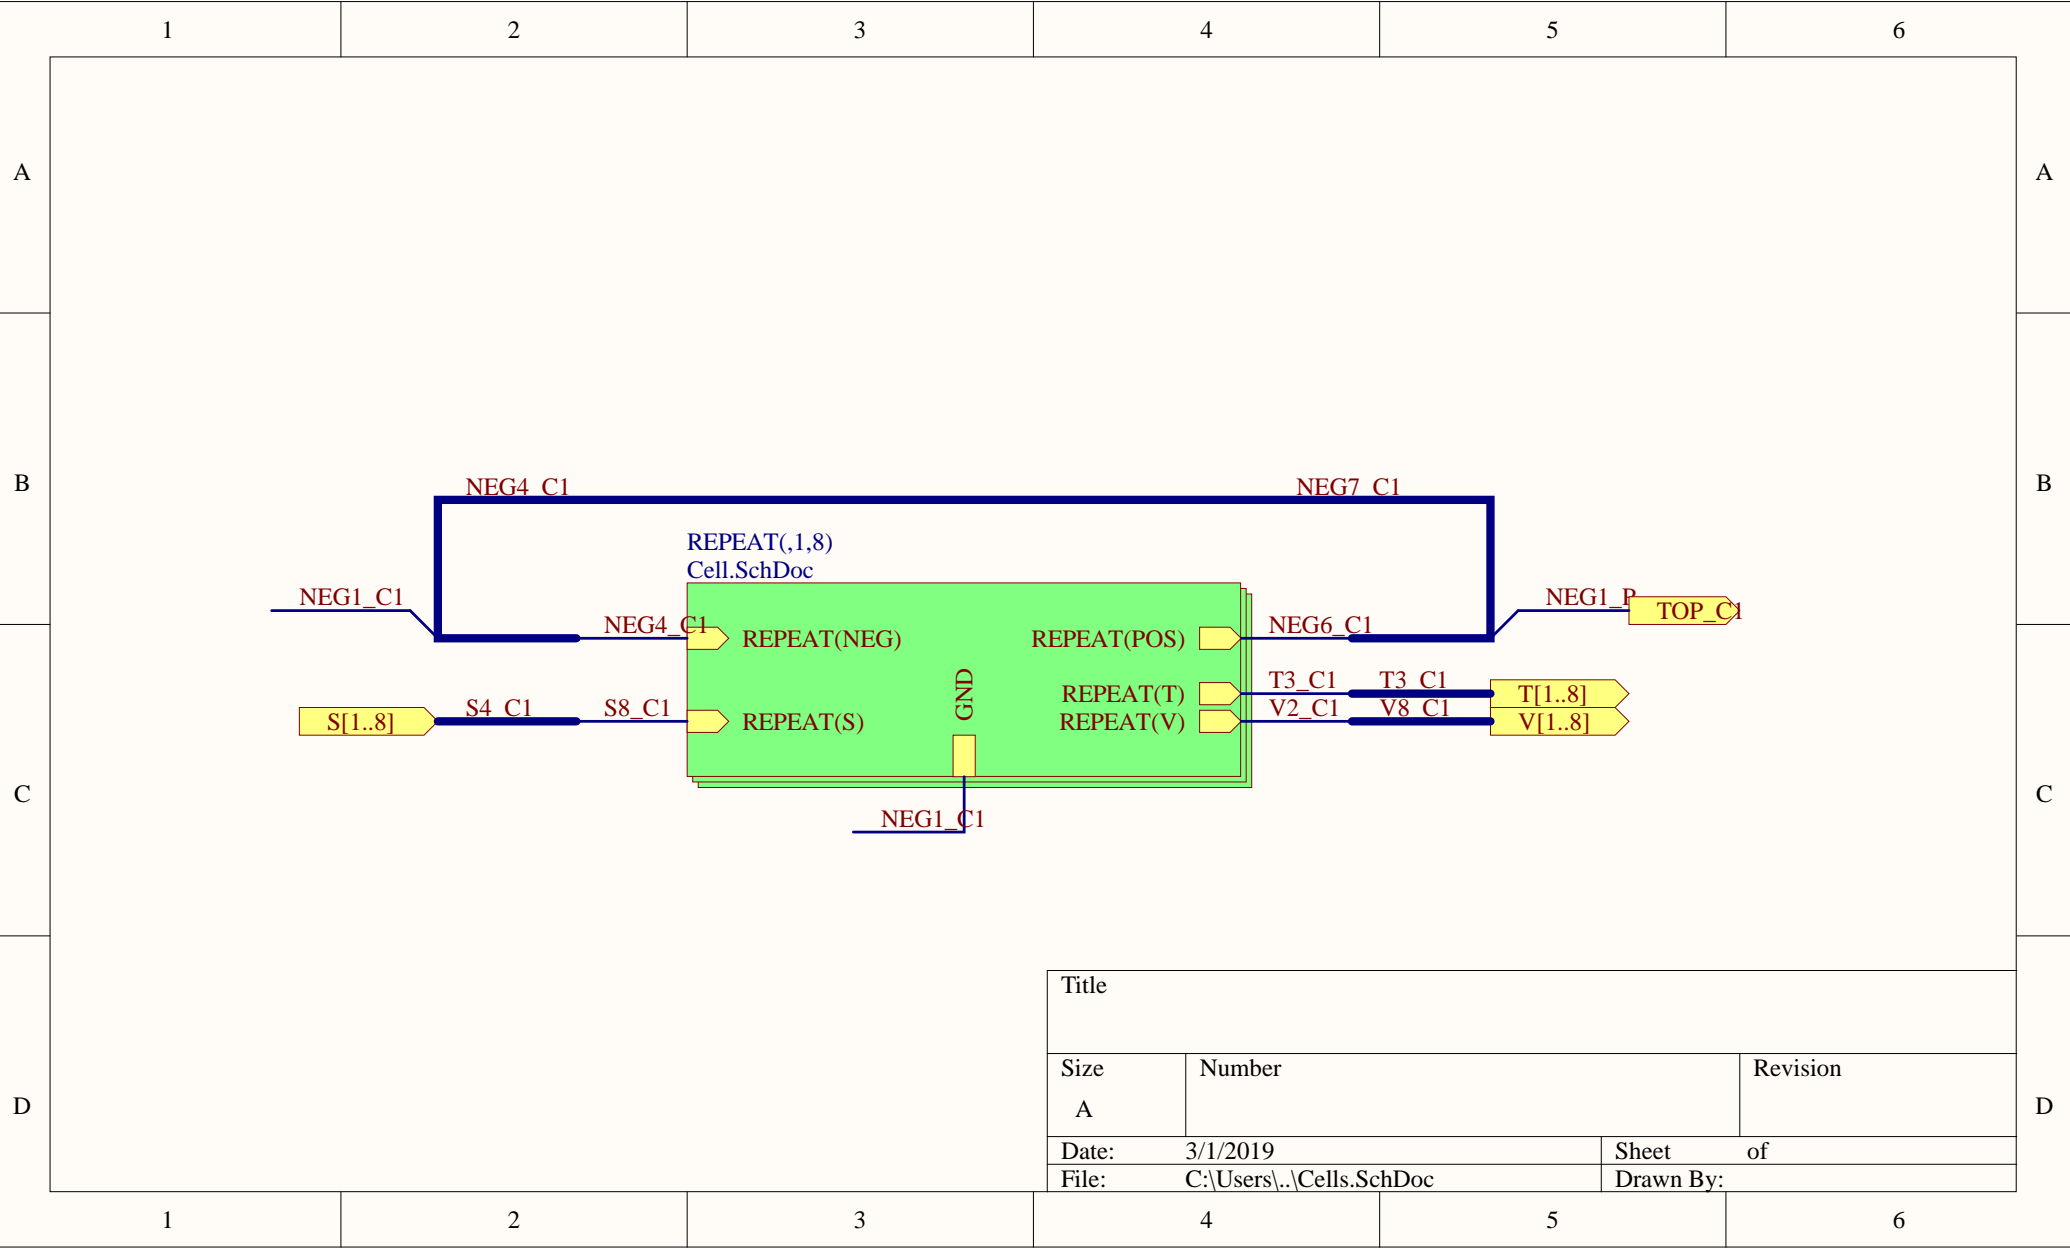 1 2 3 4 5 6
A A
B B
NEG4_C1 NEG7_C1
REPEAT(,1,8)
Cell.SchDoc
NEG1_C1 NEG1_P TOP_C1
NEG4_C1 REPEAT(NEG) REPEAT(POS) NEG6_C1
REPEAT(T) T3_C1 T3_C1 T[1..8]
S[1..8] S4_C1 S8_C1 REPEAT(S) GND REPEAT(V) V2_C1 V8_C1 V[1..8]
C C
NEG1_C1
Title
Size Number Revision
A
D D
Date: 3/1/2019 Sheet of
File: C:\Users\..\Cells.SchDoc Drawn By:
1 2 3 4 5 6